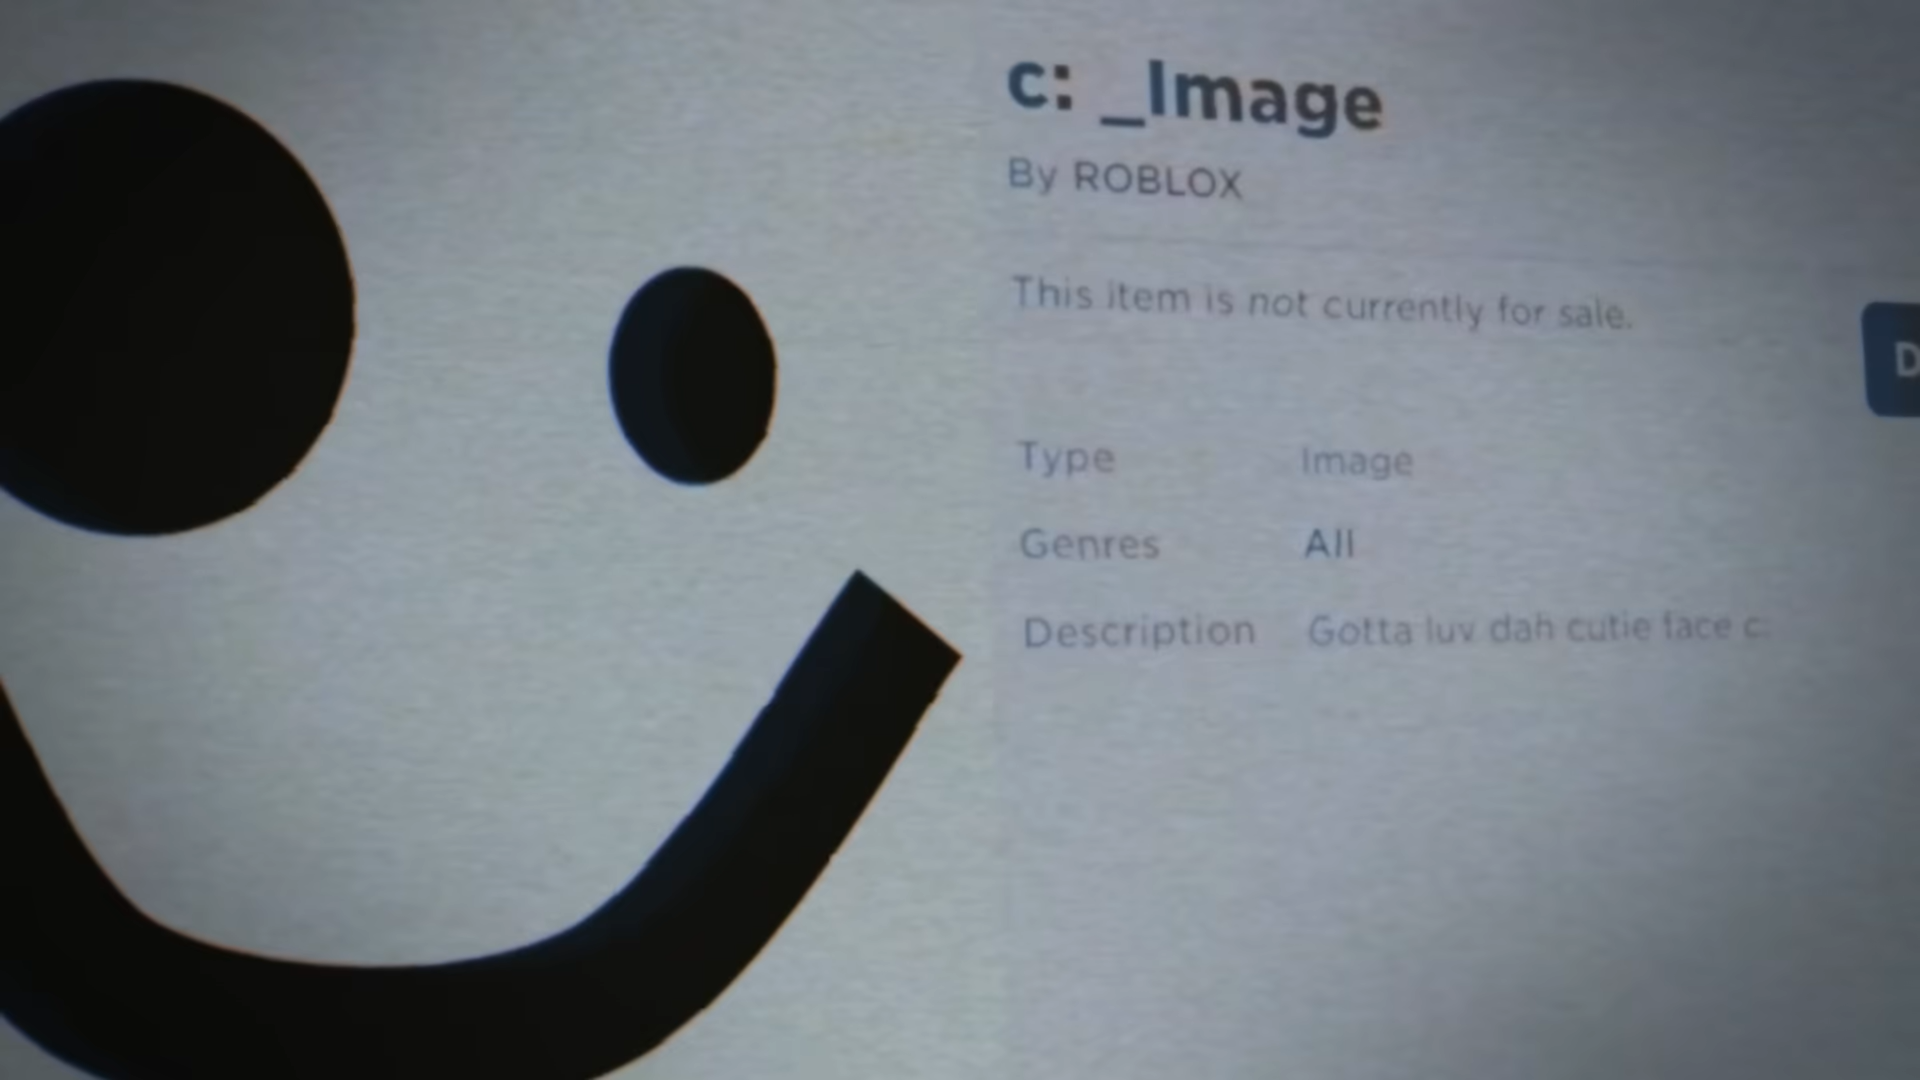 c: _Image
By ROBLOX
This item is not currently for sale.
Type Image
Genres All
Description Gotta luv dah cutie face c:
D